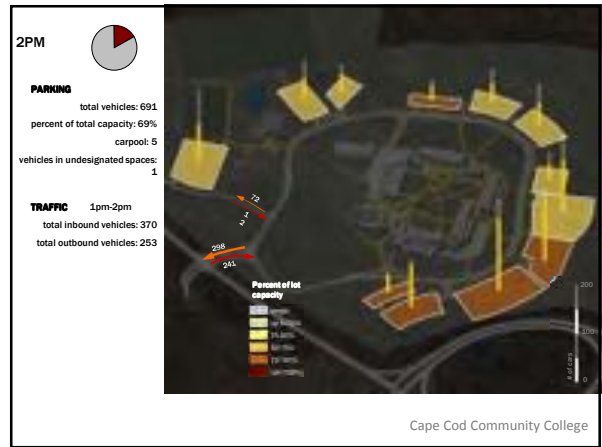 2PM
PARKING
total vehicles: 691
percent of total capacity: 69%
carpool: 5
vehicles in undesignated spaces:
1
TRAFFIC 1pm-2pm
total inbound vehicles: 370
total outbound vehicles: 253
72
1
2
298
241
Percent of lot
capacity
200
100
0
# of cars
Cape Cod Community College